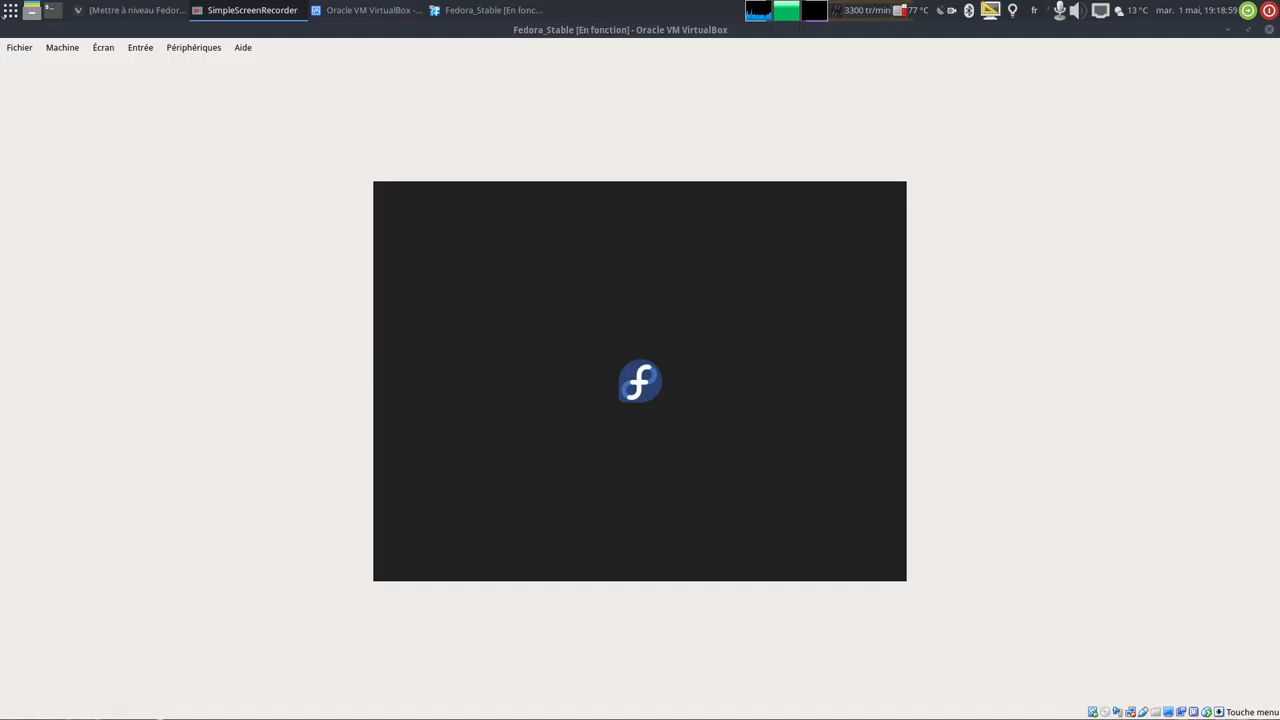 [Mettre à niveau Fedor... SimpleScreenRecorder Oracle VM VirtualBox -... Fedora_Stable [En fonc... 3300 tr/min 77 °C fr 13 °C mar. 1 mai, 19:18:59
Fedora_Stable [En fonction] - Oracle VM VirtualBox
Fichier Machine Écran Entrée Périphériques Aide
Touche menu